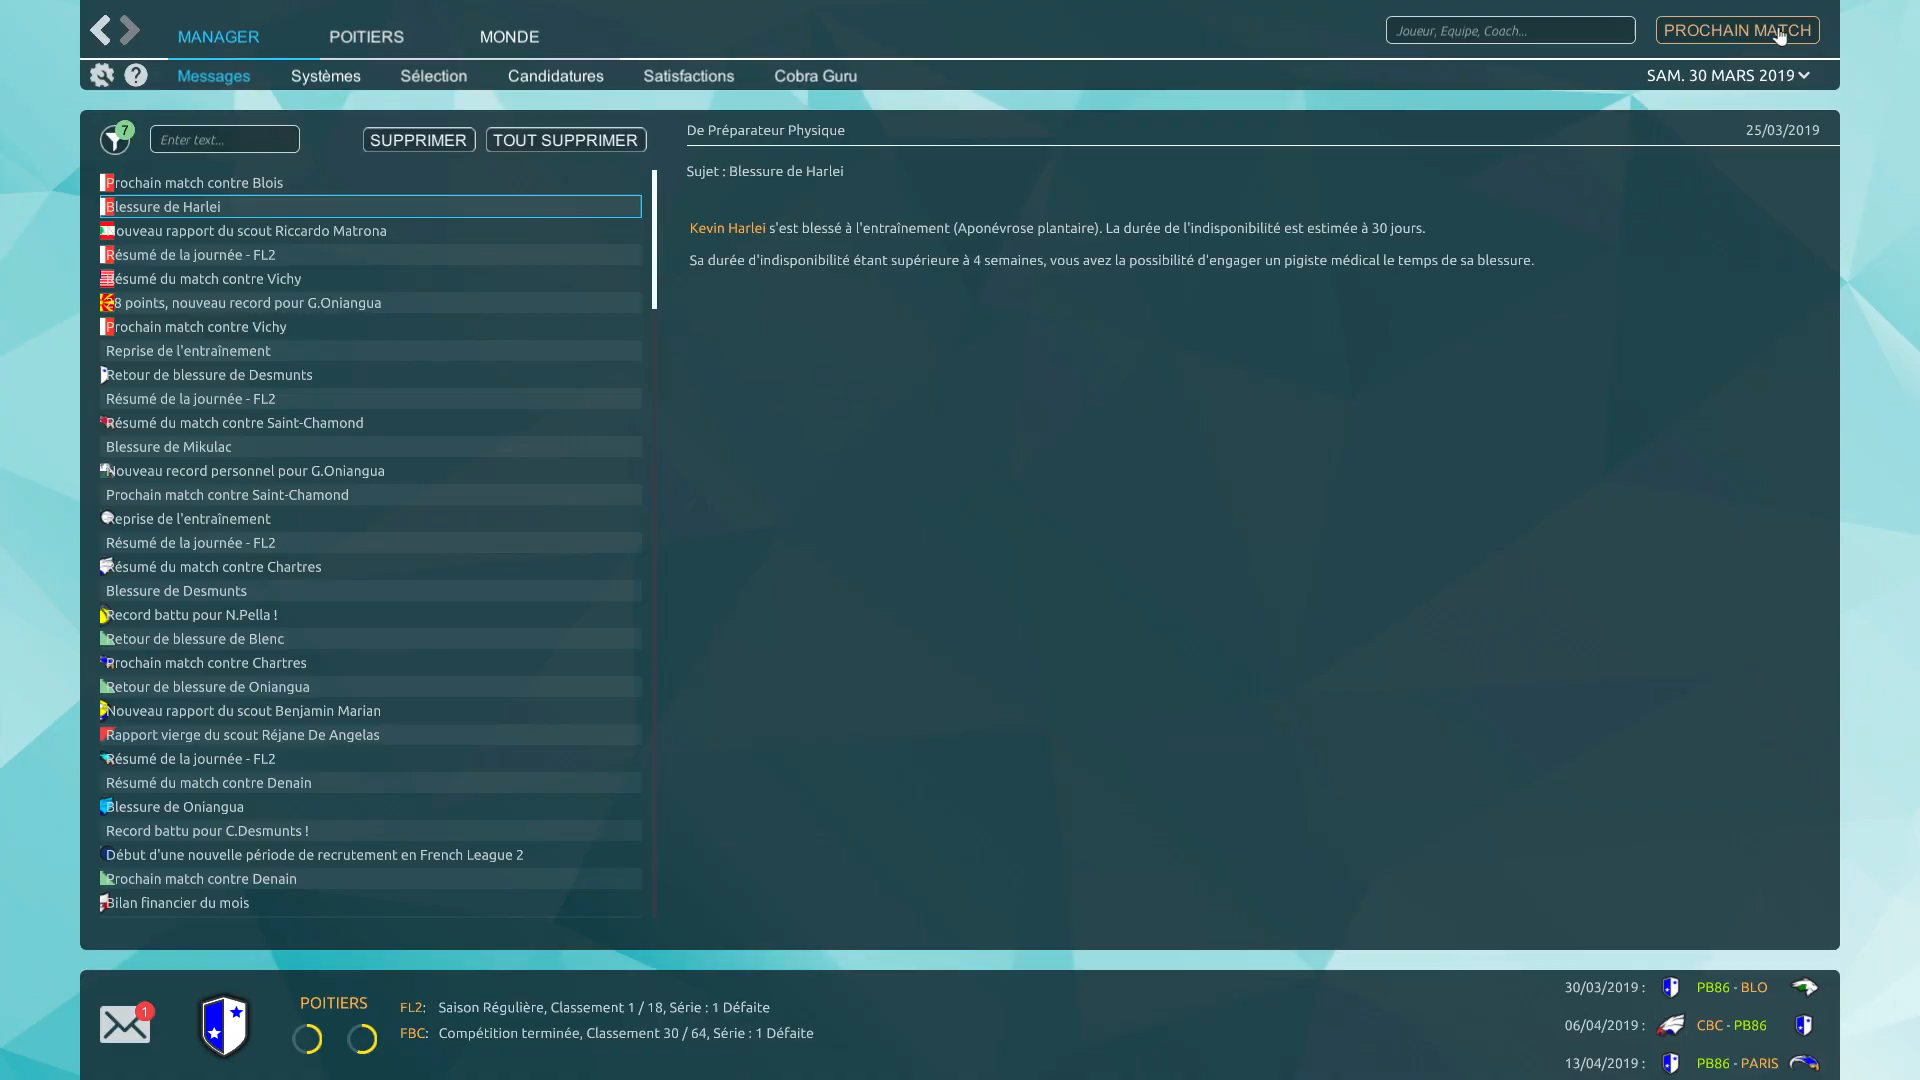 MANAGER POITIERS MONDE Joueur, Equipe, Coach... PROCHAIN MATCH
Messages Systèmes Sélection Candidatures Satisfactions Cobra Guru SAM. 30 MARS 2019
7 Enter text... SUPPRIMER TOUT SUPPRIMER
De Préparateur Physique 25/03/2019
Sujet : Blessure de Harlei
Kevin Harlei s'est blessé à l'entraînement (Aponévrose plantaire). La durée de l'indisponibilité est estimée à 30 jours.
Sa durée d'indisponibilité étant supérieure à 4 semaines, vous avez la possibilité d'engager un pigiste médical le temps de sa blessure.
Prochain match contre Blois
Blessure de Harlei
Nouveau rapport du scout Riccardo Matrona
Résumé de la journée - FL2
Résumé du match contre Vichy
28 points, nouveau record pour G.Oniangua
Prochain match contre Vichy
Reprise de l'entraînement
Retour de blessure de Desmunts
Résumé de la journée - FL2
Résumé du match contre Saint-Chamond
Blessure de Mikulac
Nouveau record personnel pour G.Oniangua
Prochain match contre Saint-Chamond
Reprise de l'entraînement
Résumé de la journée - FL2
Résumé du match contre Chartres
Blessure de Desmunts
Record battu pour N.Pella !
Retour de blessure de Blenc
Prochain match contre Chartres
Retour de blessure de Oniangua
Nouveau rapport du scout Benjamin Marian
Rapport vierge du scout Réjane De Angelas
Résumé de la journée - FL2
Résumé du match contre Denain
Blessure de Oniangua
Record battu pour C.Desmunts !
Début d'une nouvelle période de recrutement en French League 2
Prochain match contre Denain
Bilan financier du mois
1
POITIERS
FL2: Saison Régulière, Classement 1 / 18, Série : 1 Défaite
FBC: Compétition terminée, Classement 30 / 64, Série : 1 Défaite
30/03/2019 : PB86 - BLO
06/04/2019 : CBC - PB86
13/04/2019 : PB86 - PARIS